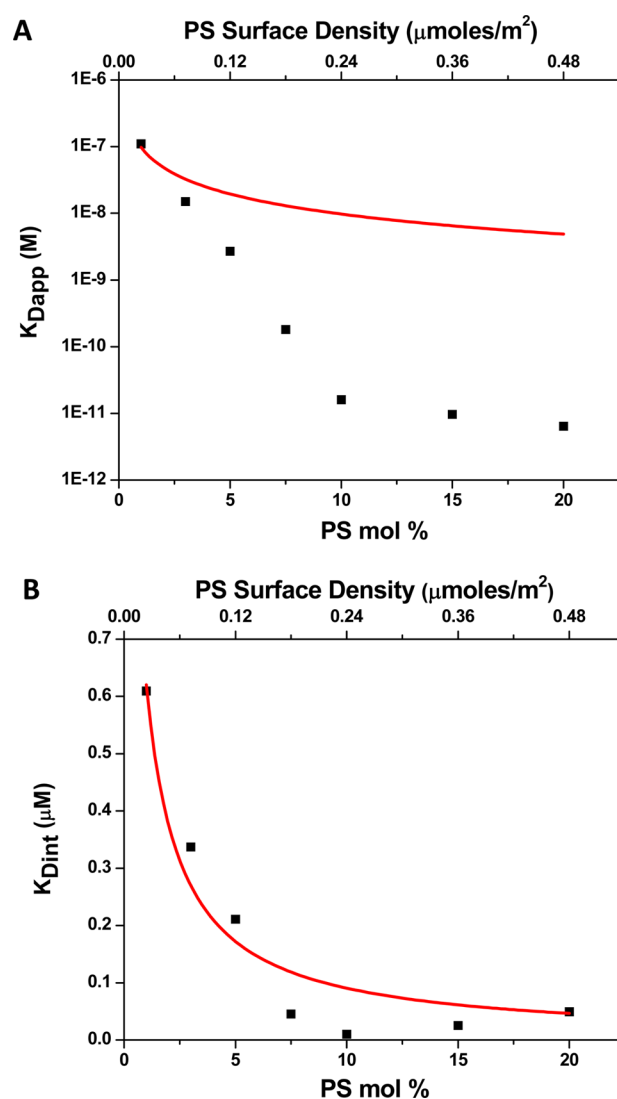 A
PS Surface Density (μmoles/m²)
0.00 0.12 0.24 0.36 0.48
1E-6
1E-7
1E-8
1E-9
1E-10
1E-11
1E-12
K_Dapp (M)
0 5 10 15 20
PS mol %
B
PS Surface Density (μmoles/m²)
0.00 0.12 0.24 0.36 0.48
0.7
0.6
0.5
0.4
0.3
0.2
0.1
0.0
K_Dint (μM)
0 5 10 15 20
PS mol %